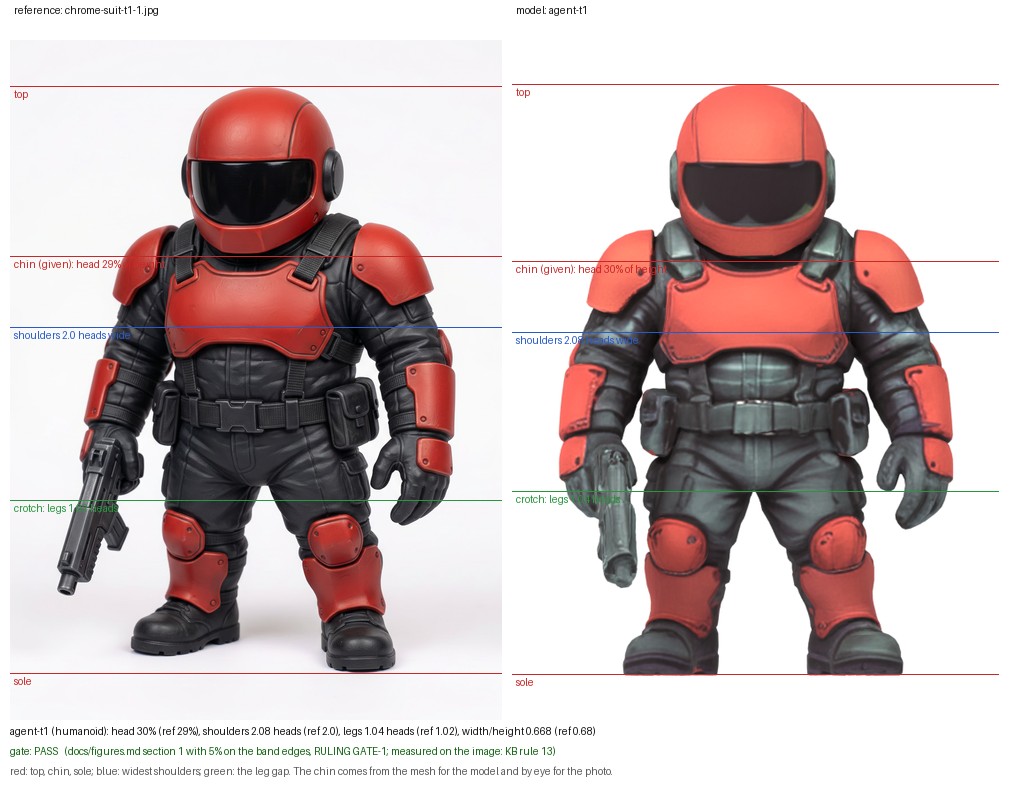 reference: chrome-suit-t1-1.jpg
model: agent-t1
top
top
chin (given): head 29%
chin (given): head 30% of height
shoulders 2.0 heads wide
shoulders 2.08 heads wide
crotch: legs 1.02 heads
crotch: legs
sole
sole
agent-t1 (humanoid): head 30% (ref 29%), shoulders 2.08 heads (ref 2.0), legs 1.04 heads (ref 1.02), width/height 0.668 (ref 0.68)
gate: PASS (docs/figures.md section 1 with 5% on the band edges, RULING GATE-1; measured on the image: KB rule 13)
red: top, chin, sole; blue: widest shoulders; green: the leg gap. The chin comes from the mesh for the model and by eye for the photo.